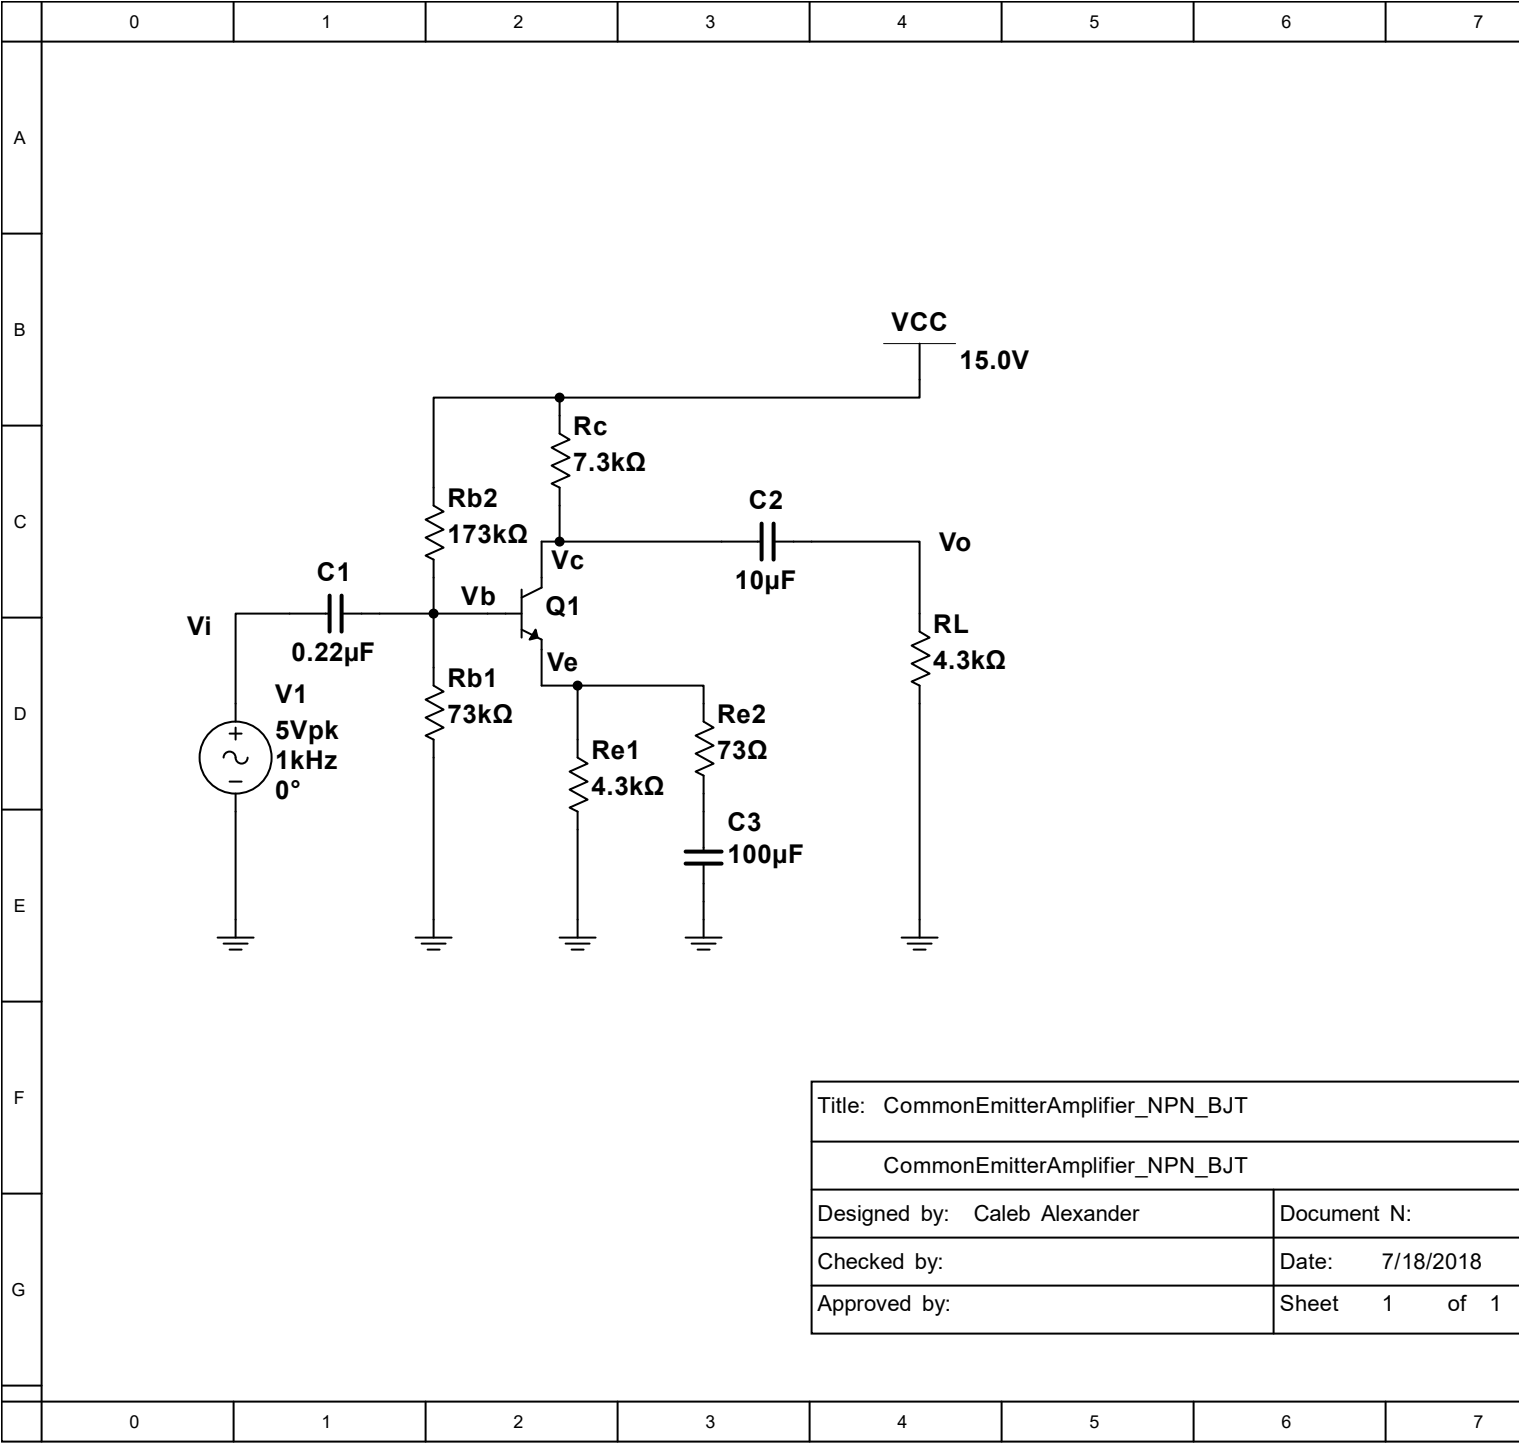 0 1 2 3 4 5 6 7
A
B
C
D
E
F
G
VCC
15.0V
Rc
7.3kΩ
Rb2
173kΩ
C2
10µF
Vo
Vc
C1
0.22µF
Vb
Q1
Vi
RL
4.3kΩ
Ve
Rb1
73kΩ
V1
5Vpk
1kHz
0°
Re2
73Ω
Re1
4.3kΩ
C3
100µF
Title: CommonEmitterAmplifier_NPN_BJT
CommonEmitterAmplifier_NPN_BJT
Designed by: Caleb Alexander
Document N:
Checked by:
Date: 7/18/2018
Approved by:
Sheet 1 of 1
0 1 2 3 4 5 6 7